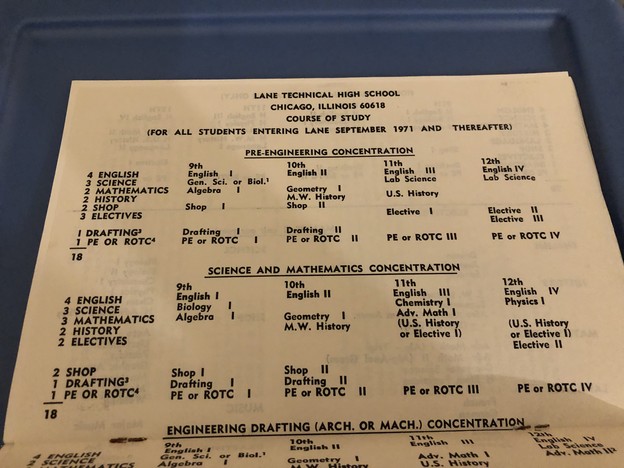 LANE TECHNICAL HIGH SCHOOL
CHICAGO, ILLINOIS 60618
COURSE OF STUDY
(FOR ALL STUDENTS ENTERING LANE SEPTEMBER 1971 AND THEREAFTER)
PRE-ENGINEERING CONCENTRATION
9th 10th 11th 12th
4 ENGLISH English I English II English III English IV
3 SCIENCE Gen. Sci. or Biol.¹ Lab Science Lab Science
2 MATHEMATICS Algebra I Geometry I
2 HISTORY M.W. History U.S. History
2 SHOP Shop I Shop II
3 ELECTIVES Elective I Elective II
Elective III
1 DRAFTING³ Drafting I Drafting II
1 PE OR ROTC⁴ PE or ROTC I PE or ROTC II PE or ROTC III PE or ROTC IV
18
SCIENCE AND MATHEMATICS CONCENTRATION
9th 10th 11th 12th
4 ENGLISH English I English II English III English IV
3 SCIENCE Biology I Chemistry I Physics I
3 MATHEMATICS Algebra I Geometry I Adv. Math I
2 HISTORY M.W. History (U.S. History (U.S. History
2 ELECTIVES or Elective I) or Elective I)
Elective II
2 SHOP Shop I Shop II
1 DRAFTING³ Drafting I Drafting II
1 PE OR ROTC⁴ PE or ROTC I PE or ROTC II PE or ROTC III PE or ROTC IV
18
ENGINEERING DRAFTING (ARCH. OR MACH.) CONCENTRATION
9th 10th 11th 12th
4 ENGLISH English I English II English III English IV
2 SCIENCE Gen. Sci. or Biol.¹ Lab Science
MATHEMATICS Algebra I Geometry I Adv. Math I Adv. Math II²
M.W. History U.S. History